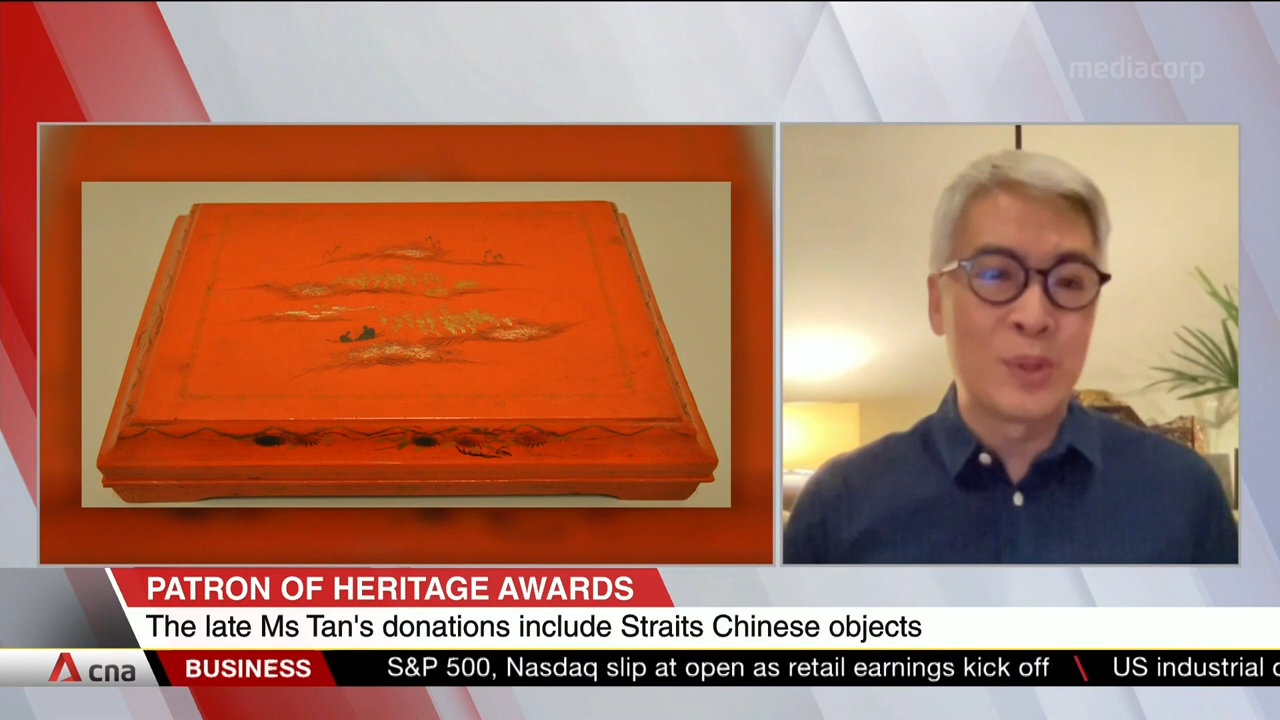 mediacorp
PATRON OF HERITAGE AWARDS
The late Ms Tan's donations include Straits Chinese objects
cna
BUSINESS
S&P 500, Nasdaq slip at open as retail earnings kick off \ US industrial